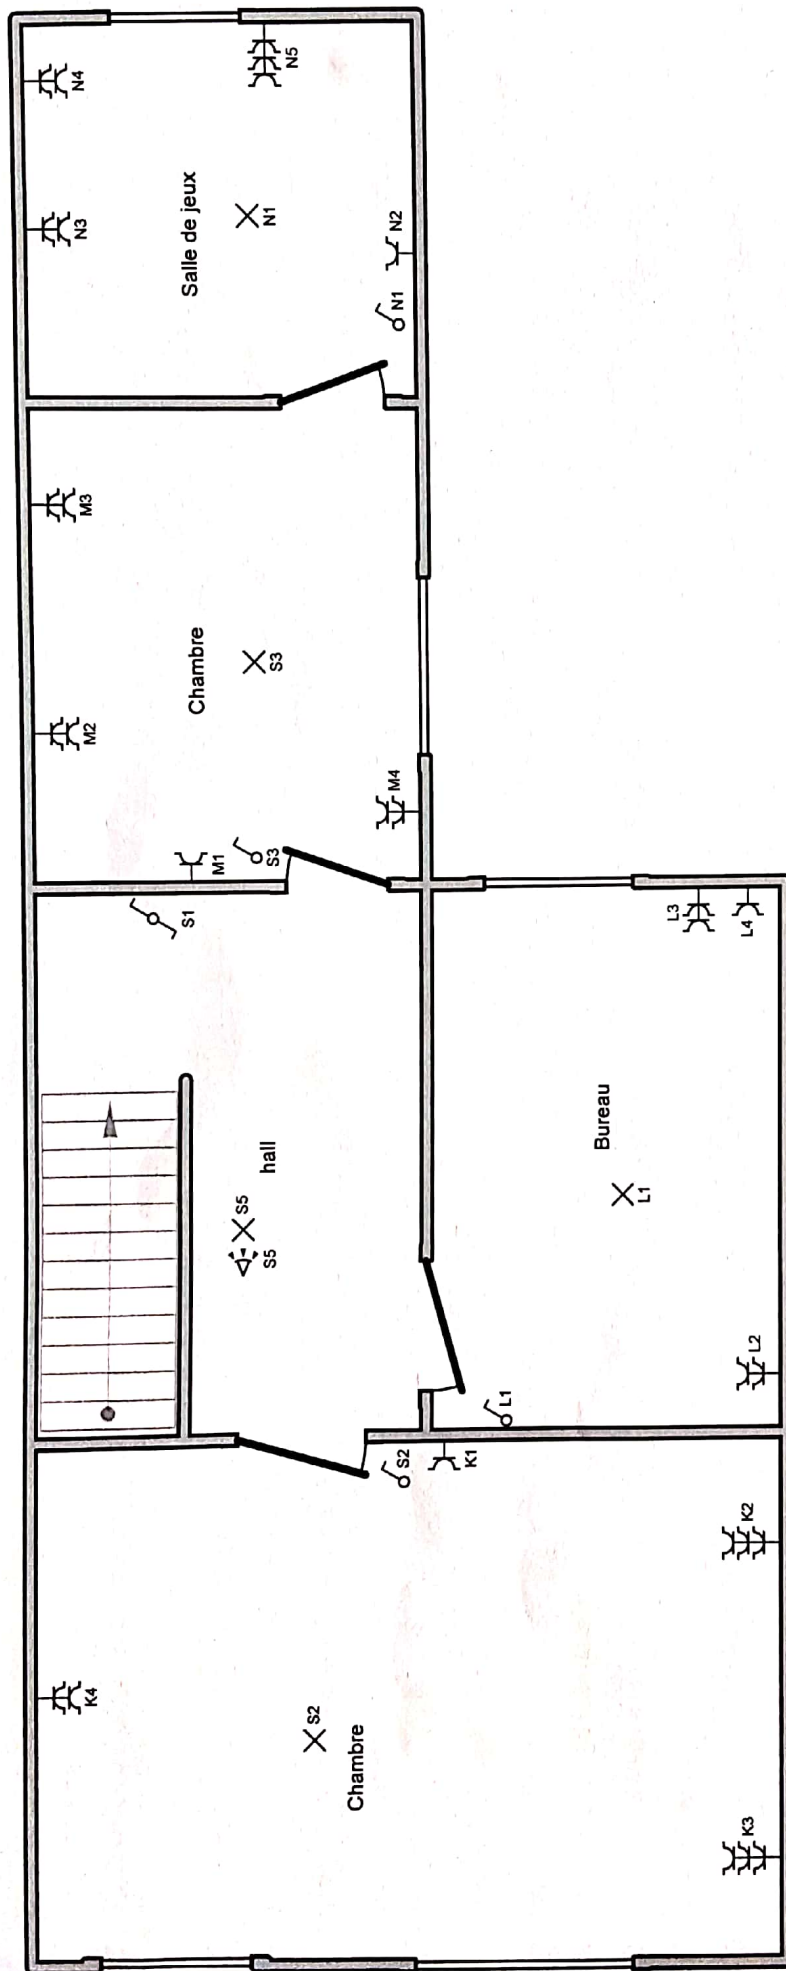 N4
N5
N3
Salle de jeux
N1
N2
N1
M3
Chambre
S3
M2
M4
M1
S3
S1
L3
L4
hall
S5
S5
Bureau
L1
L2
L1
S2
K1
K2
K4
S2
Chambre
K3